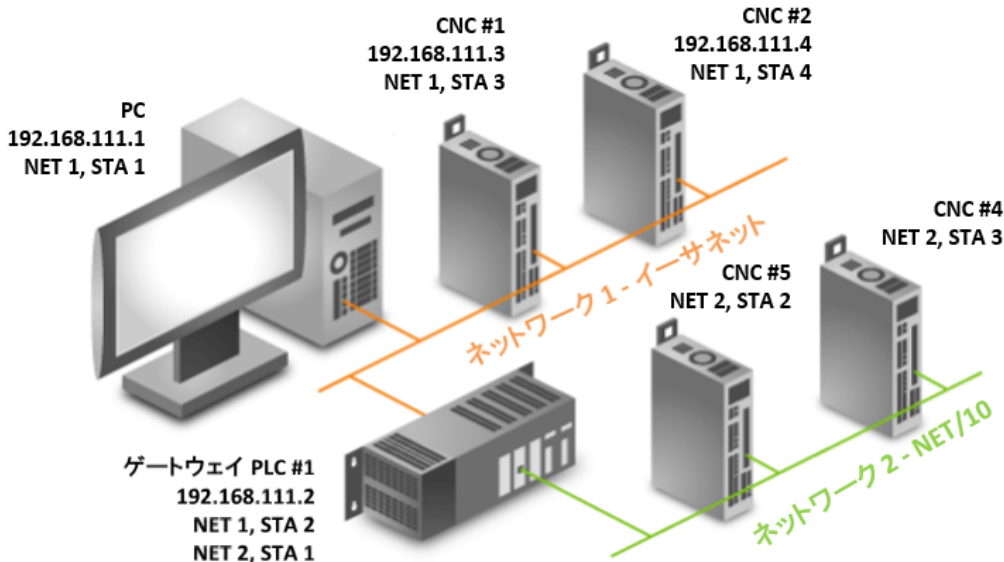 CNC #1
192.168.111.3
NET 1, STA 3
CNC #2
192.168.111.4
NET 1, STA 4
PC
192.168.111.1
NET 1, STA 1
CNC #4
NET 2, STA 3
ネットワーク 1 - イーサネット
CNC #5
NET 2, STA 2
ゲートウェイ PLC #1
192.168.111.2
NET 1, STA 2
NET 2, STA 1
ネットワーク 2 - NET/10